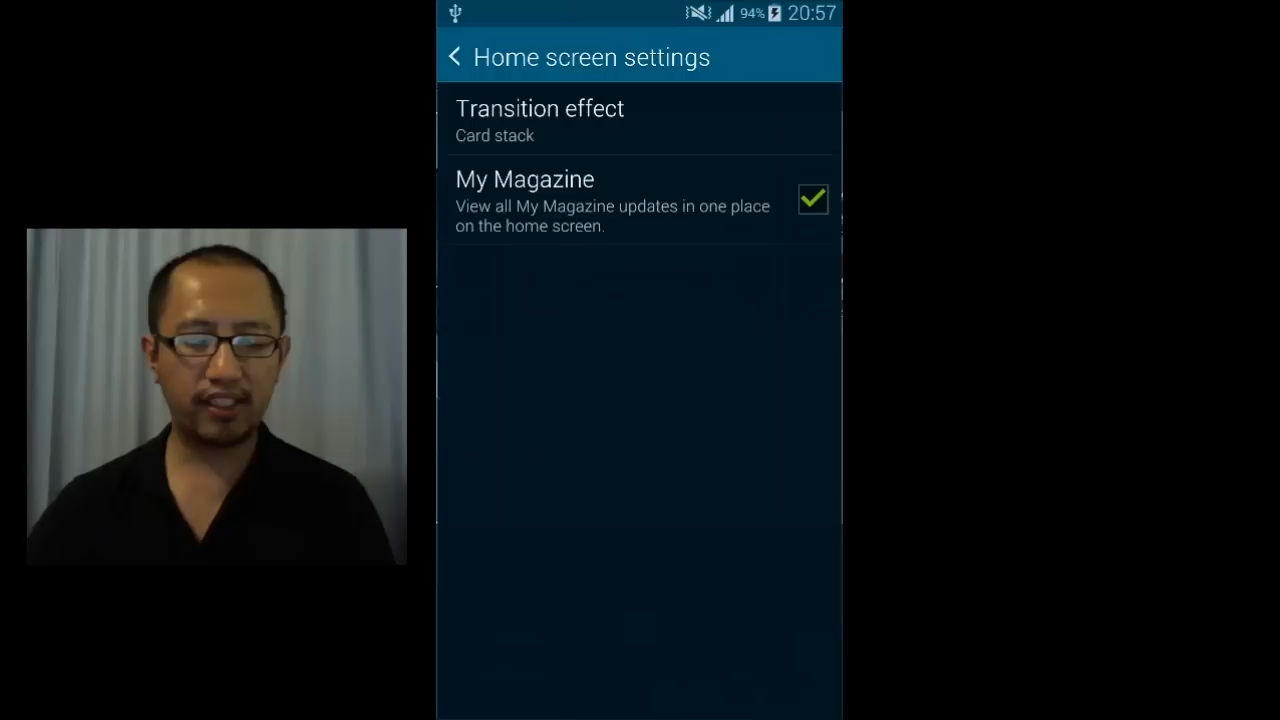 94% 20:57
Home screen settings
Transition effect
Card stack
My Magazine
View all My Magazine updates in one place
on the home screen.